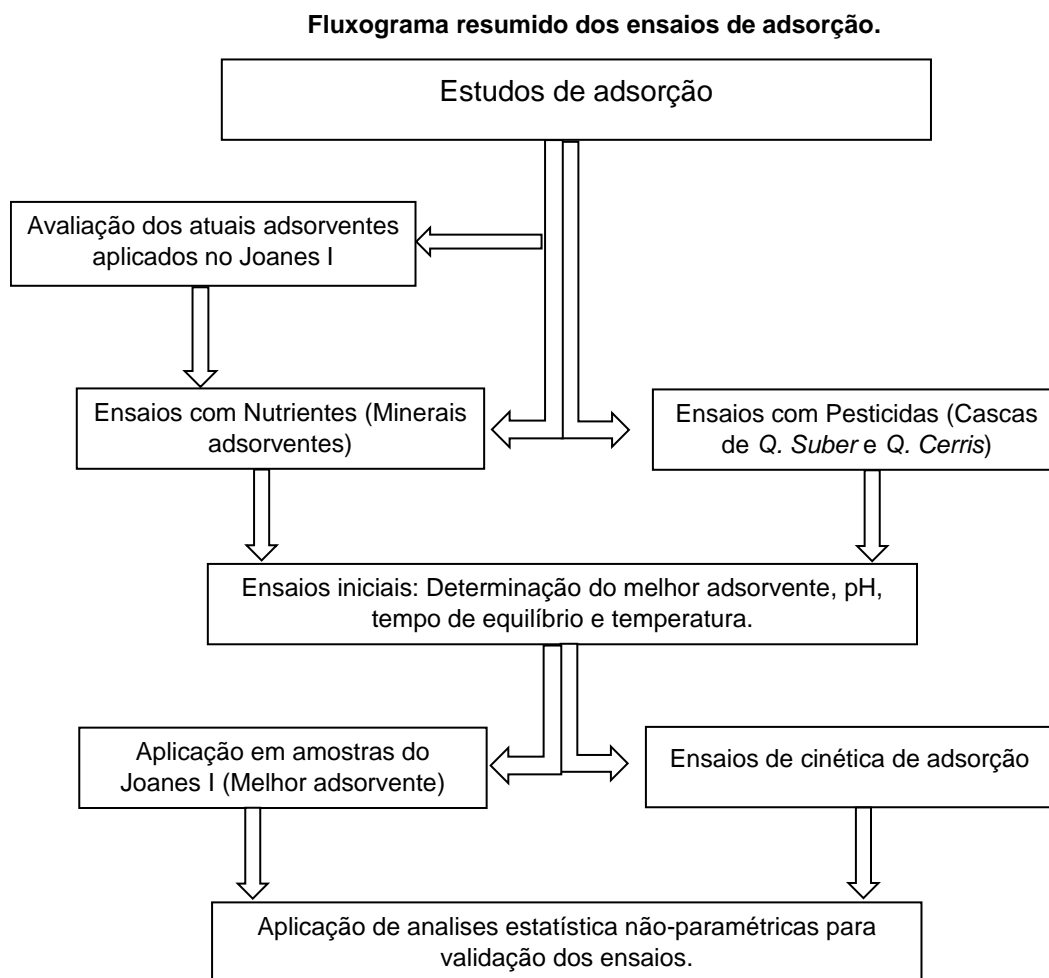 Fluxograma resumido dos ensaios de adsorção.
Estudos de adsorção
Avaliação dos atuais adsorventes
aplicados no Joanes I
Ensaios com Nutrientes (Minerais
adsorventes)
Ensaios com Pesticidas (Cascas
de Q. Suber e Q. Cerris)
Ensaios iniciais: Determinação do melhor adsorvente, pH,
tempo de equilíbrio e temperatura.
Aplicação em amostras do
Joanes I (Melhor adsorvente)
Ensaios de cinética de adsorção
Aplicação de analises estatística não-paramétricas para
validação dos ensaios.